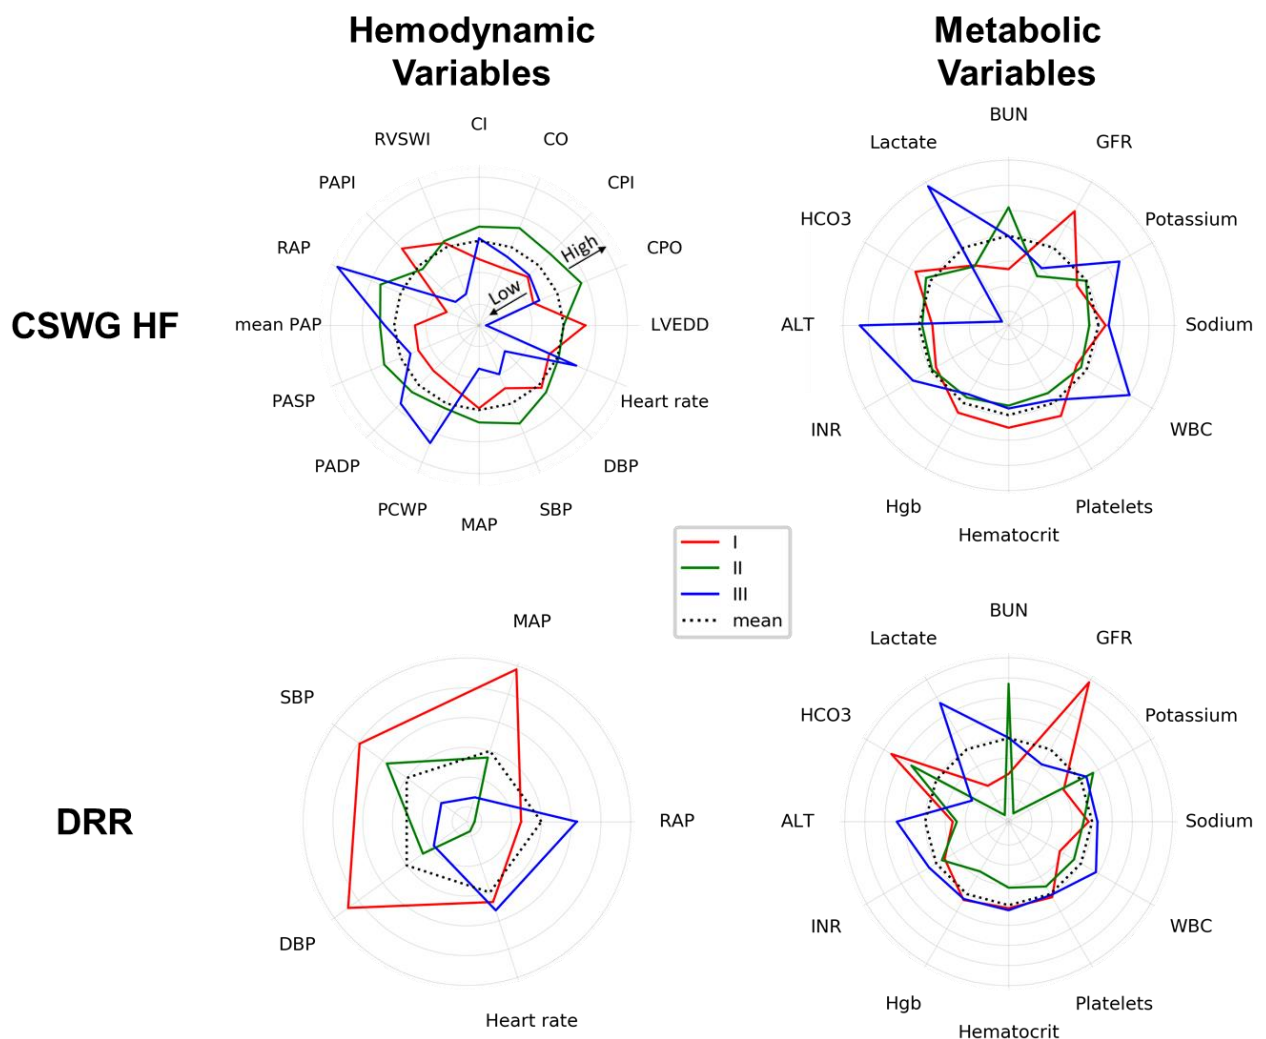 Hemodynamic
Variables
Metabolic
Variables
CSWG HF
CI
CO
CPI
CPO
LVEDD
Heart rate
DBP
SBP
MAP
PCWP
PADP
PASP
mean PAP
RAP
PAPI
RVSWI
High
Low
BUN
GFR
Potassium
Sodium
WBC
Platelets
Hematocrit
Hgb
INR
ALT
HCO3
Lactate
I
II
III
mean
DRR
MAP
RAP
Heart rate
DBP
SBP
BUN
GFR
Potassium
Sodium
WBC
Platelets
Hematocrit
Hgb
INR
ALT
HCO3
Lactate